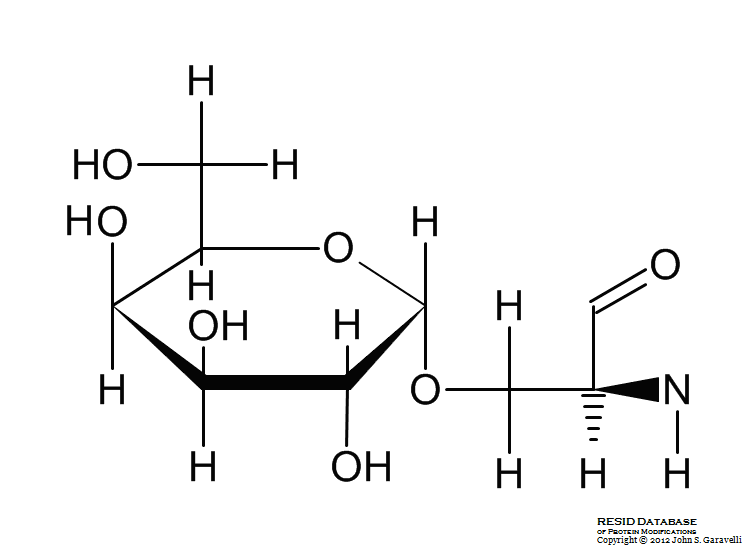 H
HO H
HO H O
O
H
OH H H
H O N
H OH H H H
RESID DATABASE
OF PROTEIN MODIFICATIONS
Copyright © 2012 John S. Garavelli